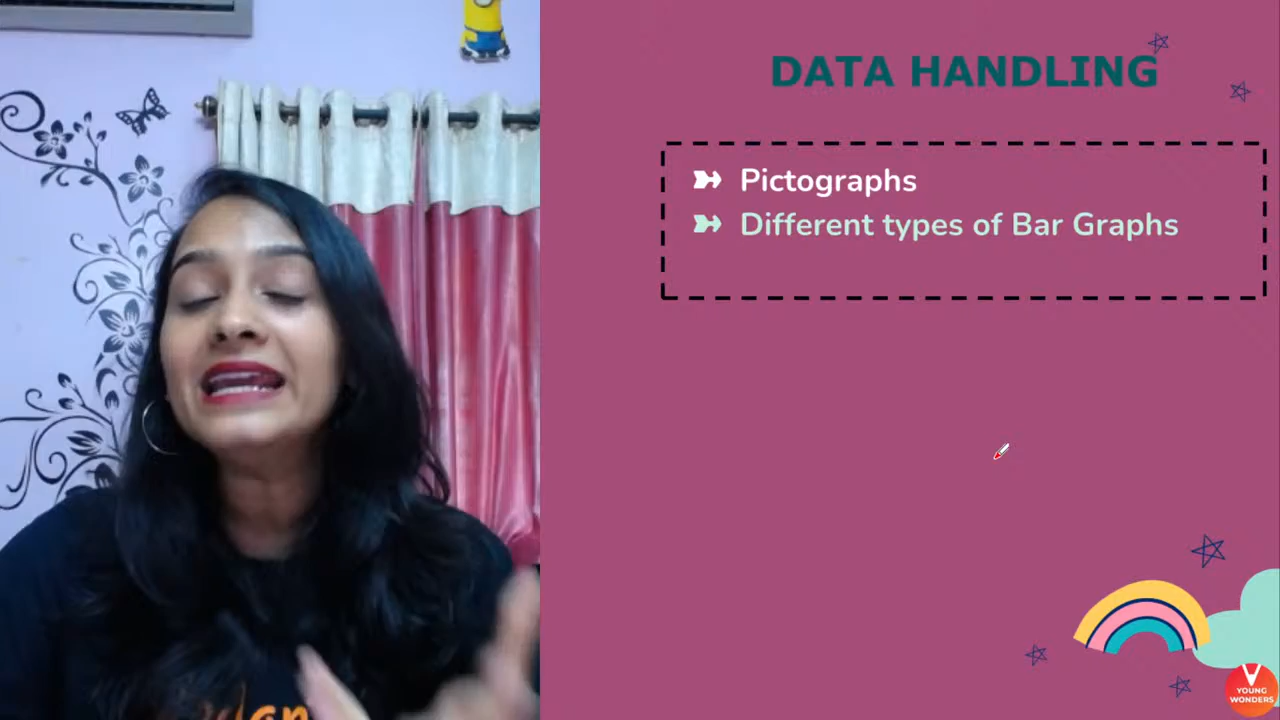 DATA HANDLING
Pictographs
Different types of Bar Graphs
YOUNG
WONDERS